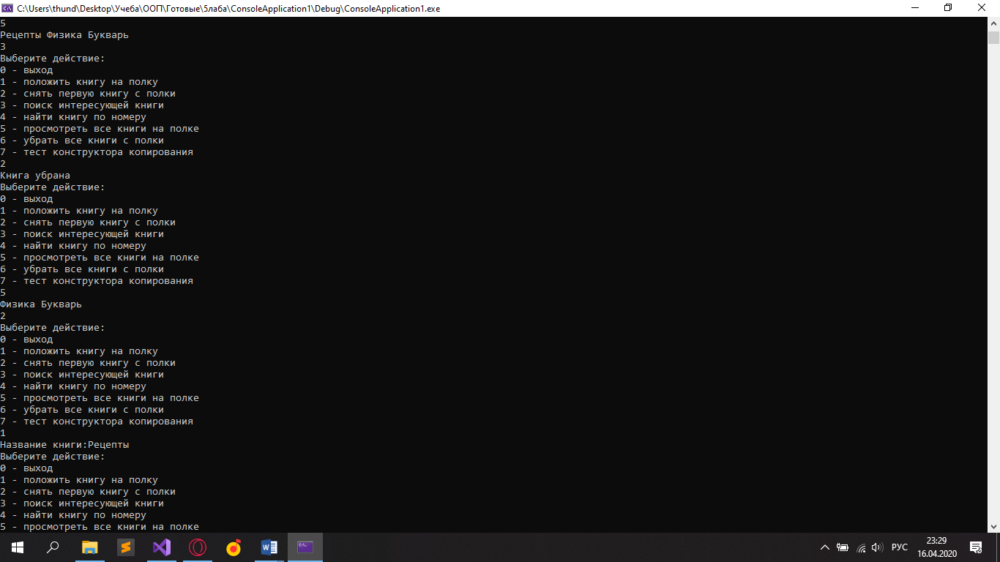 C:\Users\thund\Desktop\Учеба\ООП\Готовые\5лаба\ConsoleApplication1\Debug\ConsoleApplication1.exe
5
Рецепты Физика Букварь
3
Выберите действие:
0 - выход
1 - положить книгу на полку
2 - снять первую книгу с полки
3 - поиск интересующей книги
4 - найти книгу по номеру
5 - просмотреть все книги на полке
6 - убрать все книги с полки
7 - тест конструктора копирования
2
Книга убрана
Выберите действие:
0 - выход
1 - положить книгу на полку
2 - снять первую книгу с полки
3 - поиск интересующей книги
4 - найти книгу по номеру
5 - просмотреть все книги на полке
6 - убрать все книги с полки
7 - тест конструктора копирования
5
Физика Букварь
2
Выберите действие:
0 - выход
1 - положить книгу на полку
2 - снять первую книгу с полки
3 - поиск интересующей книги
4 - найти книгу по номеру
5 - просмотреть все книги на полке
6 - убрать все книги с полки
7 - тест конструктора копирования
1
Название книги:Рецепты
Выберите действие:
0 - выход
1 - положить книгу на полку
2 - снять первую книгу с полки
3 - поиск интересующей книги
4 - найти книгу по номеру
5 - просмотреть все книги на полке
РУС
23:29
16.04.2020